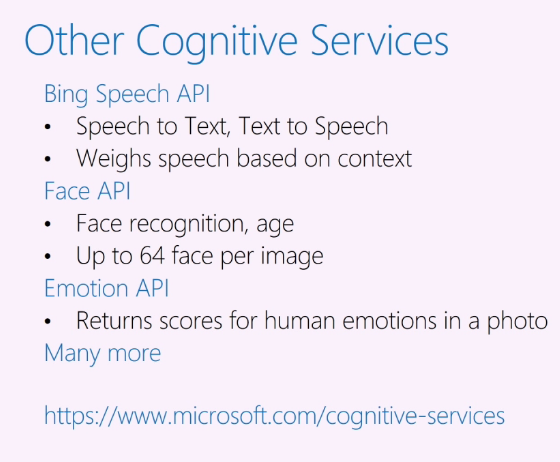 Other Cognitive Services
Bing Speech API
• Speech to Text, Text to Speech
• Weighs speech based on context
Face API
• Face recognition, age
• Up to 64 face per image
Emotion API
• Returns scores for human emotions in a photo
Many more
https://www.microsoft.com/cognitive-services